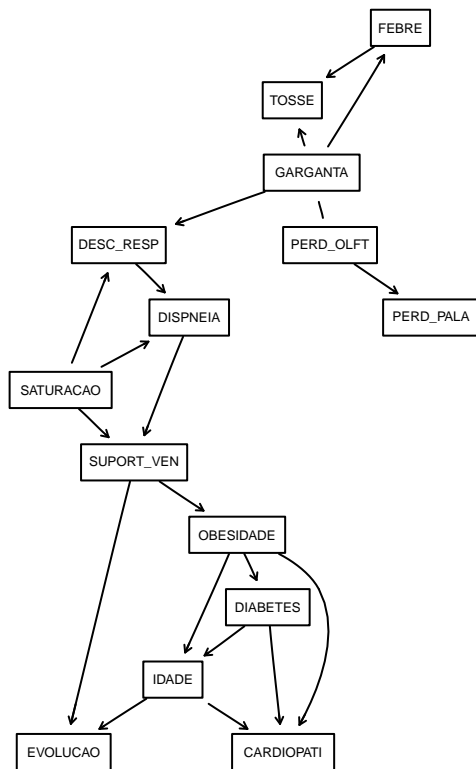 FEBRE
TOSSE
GARGANTA
DESC_RESP
PERD_OLFT
DISPNEIA
PERD_PALA
SATURACAO
SUPORT_VEN
OBESIDADE
DIABETES
IDADE
EVOLUCAO
CARDIOPATI